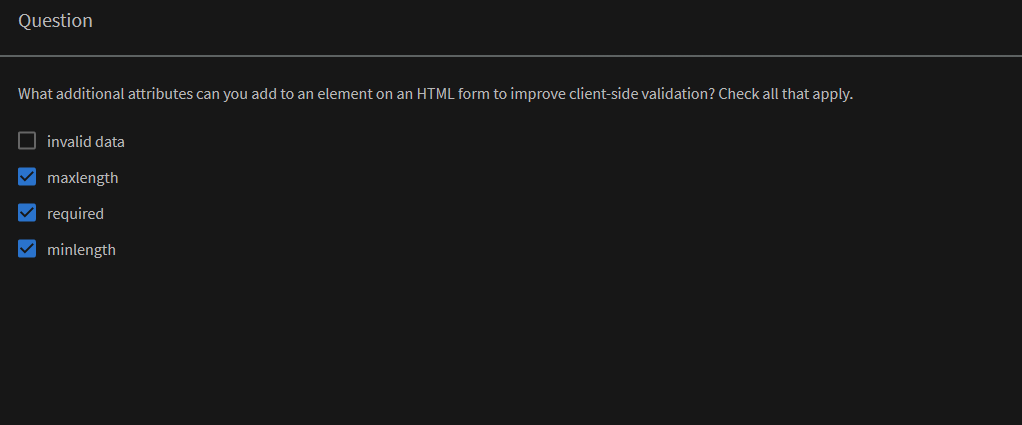 Question
What additional attributes can you add to an element on an HTML form to improve client-side validation? Check all that apply.
invalid data
maxlength
required
minlength